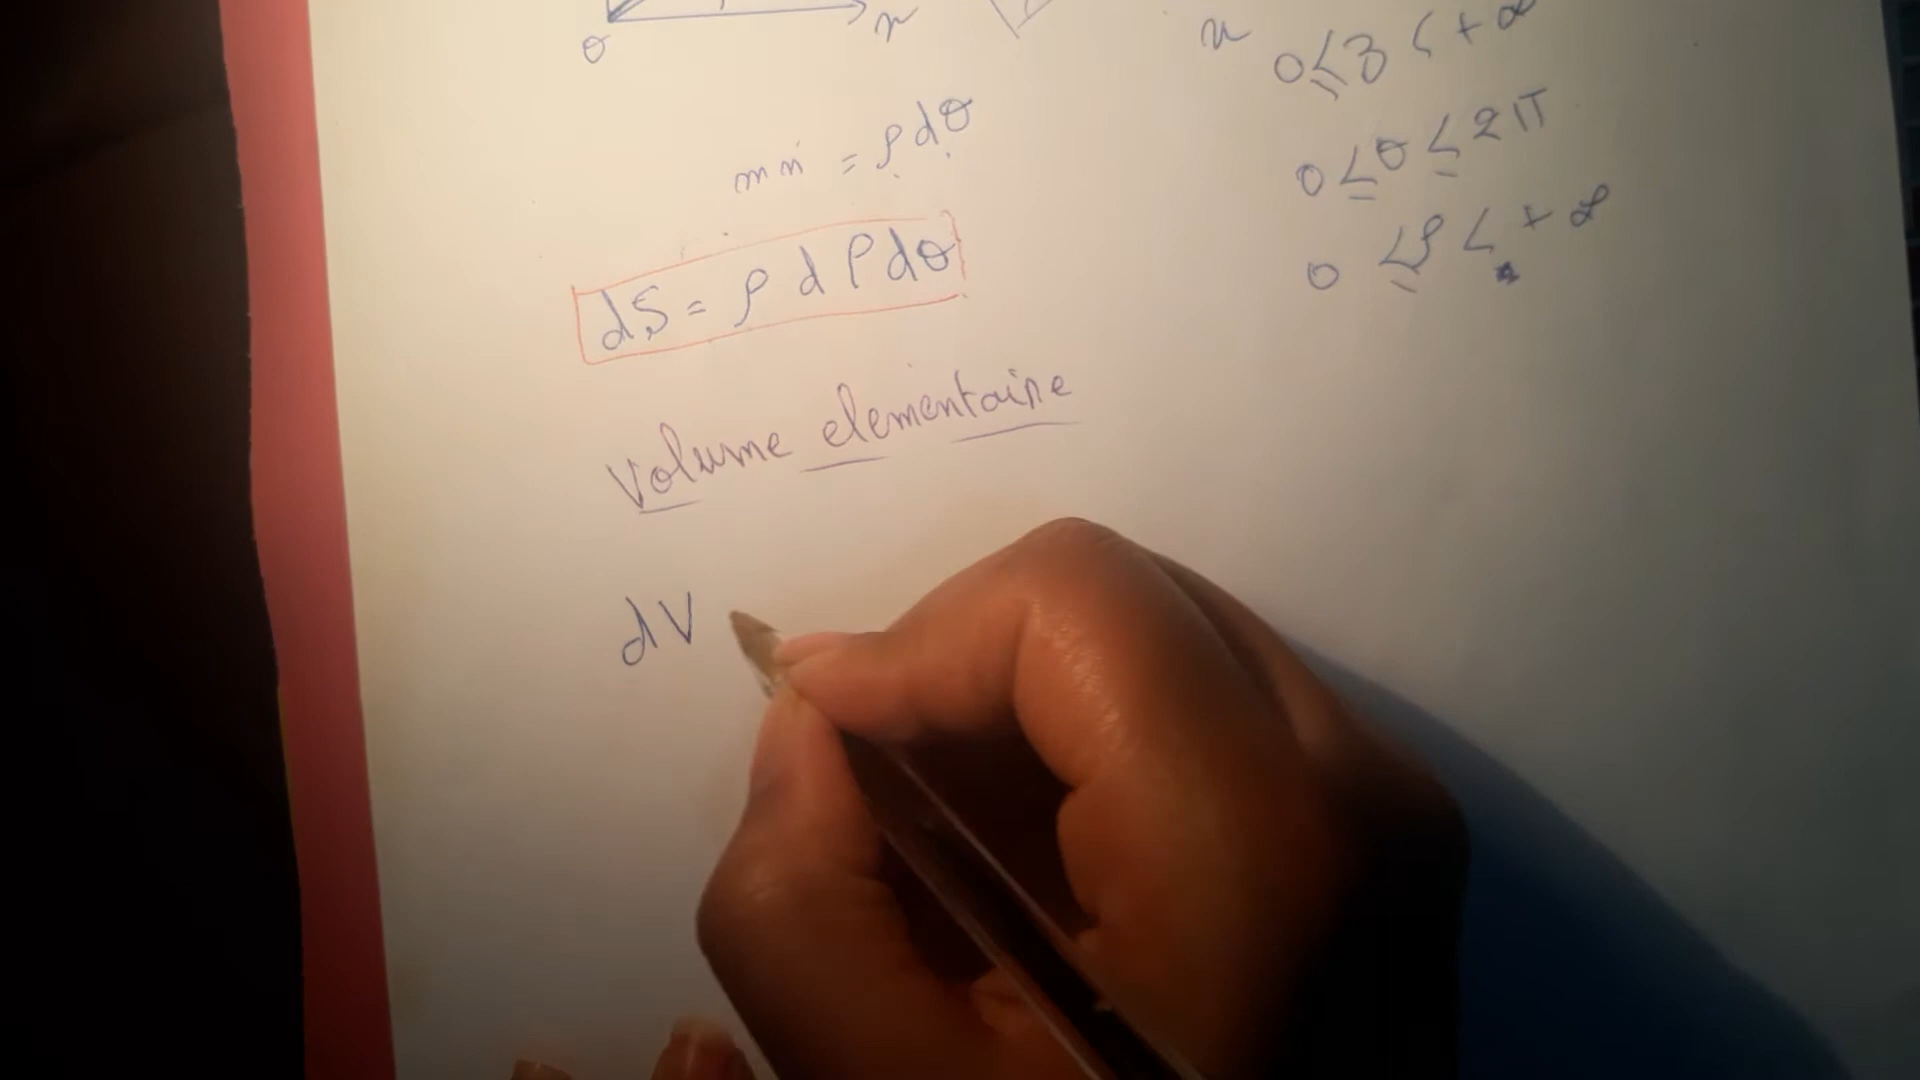 o x
x
0 ≤ z < + ∞
mm' = ρ dθ
0 ≤ θ ≤ 2π
0 ≤ ρ < + ∞
dS = ρ dρ dθ
Volume elementaire
dV